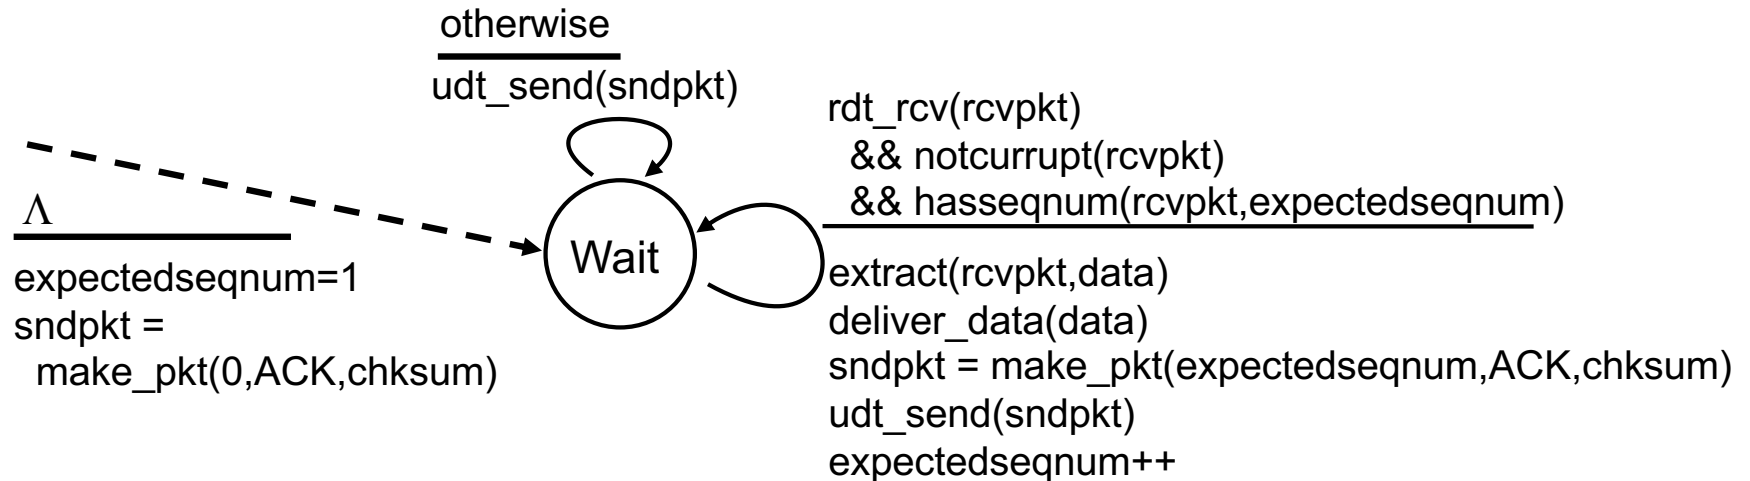 otherwise
udt_send(sndpkt)
rdt_rcv(rcvpkt)
&& notcurrupt(rcvpkt)
&& hasseqnum(rcvpkt,expectedseqnum)
Λ
expectedseqnum=1
sndpkt =
make_pkt(0,ACK,chksum)
Wait
extract(rcvpkt,data)
deliver_data(data)
sndpkt = make_pkt(expectedseqnum,ACK,chksum)
udt_send(sndpkt)
expectedseqnum++